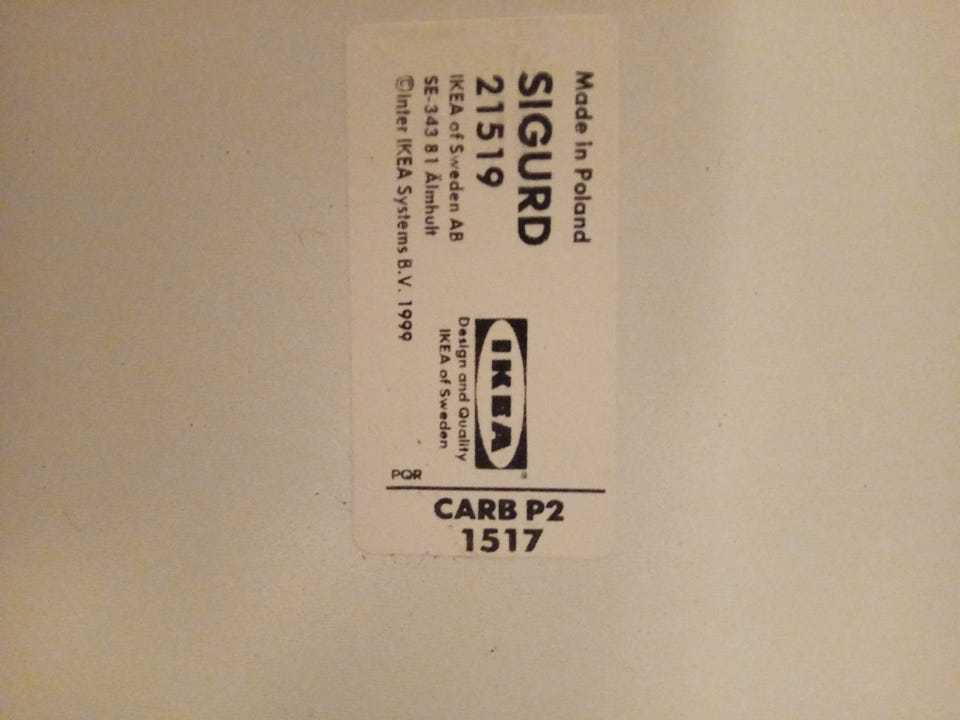 Made in Poland
SIGURD
21519
IKEA of Sweden AB
SE-343 81 Älmhult
©Inter IKEA Systems B.V. 1999
IKEA®
Design and Quality
IKEA of Sweden
PQR
CARB P2
1517